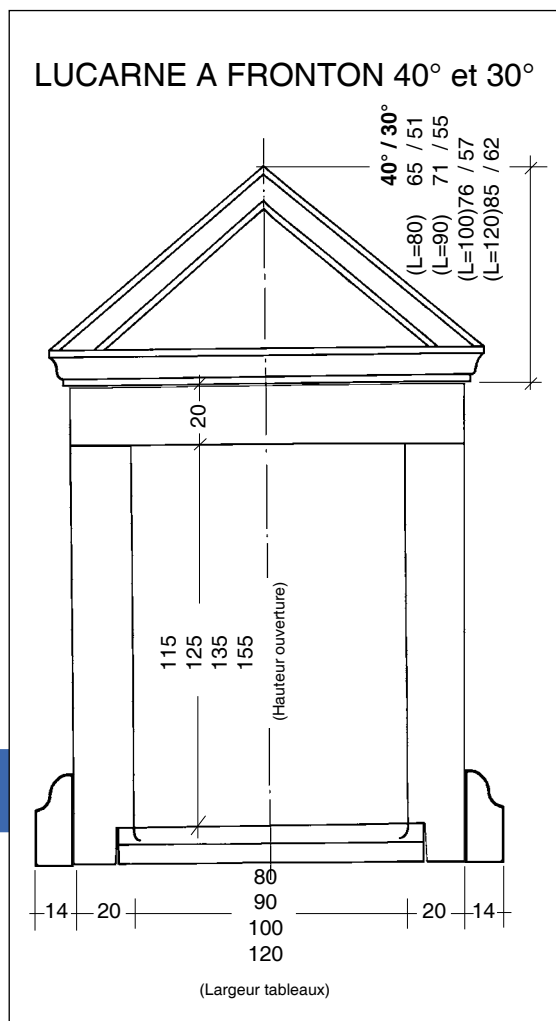 LUCARNE A FRONTON 40° et 30°
40° / 30°
(L=80) 65 / 51
(L=90) 71 / 55
(L=100)76 / 57
(L=120)85 / 62
20
115
125
135
155
(Hauteur ouverture)
14 20 80 20 14
90
100
120
(Largeur tableaux)